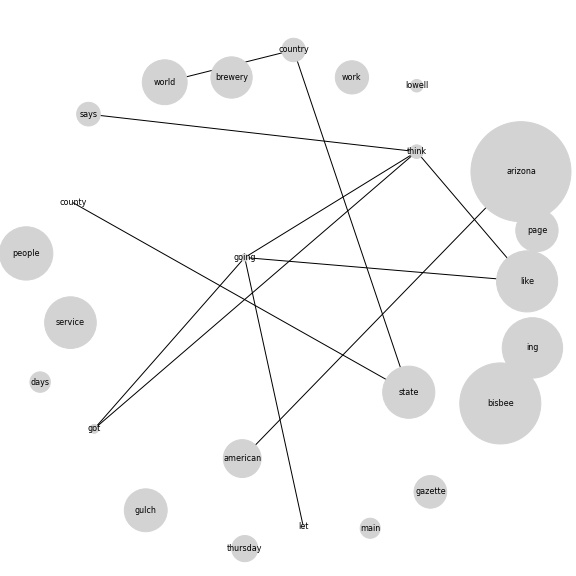 country
world
brewery
work
lowell
says
think
arizona
county
page
people
going
like
service
ing
days
state
bisbee
got
american
gazette
gulch
let
main
thursday